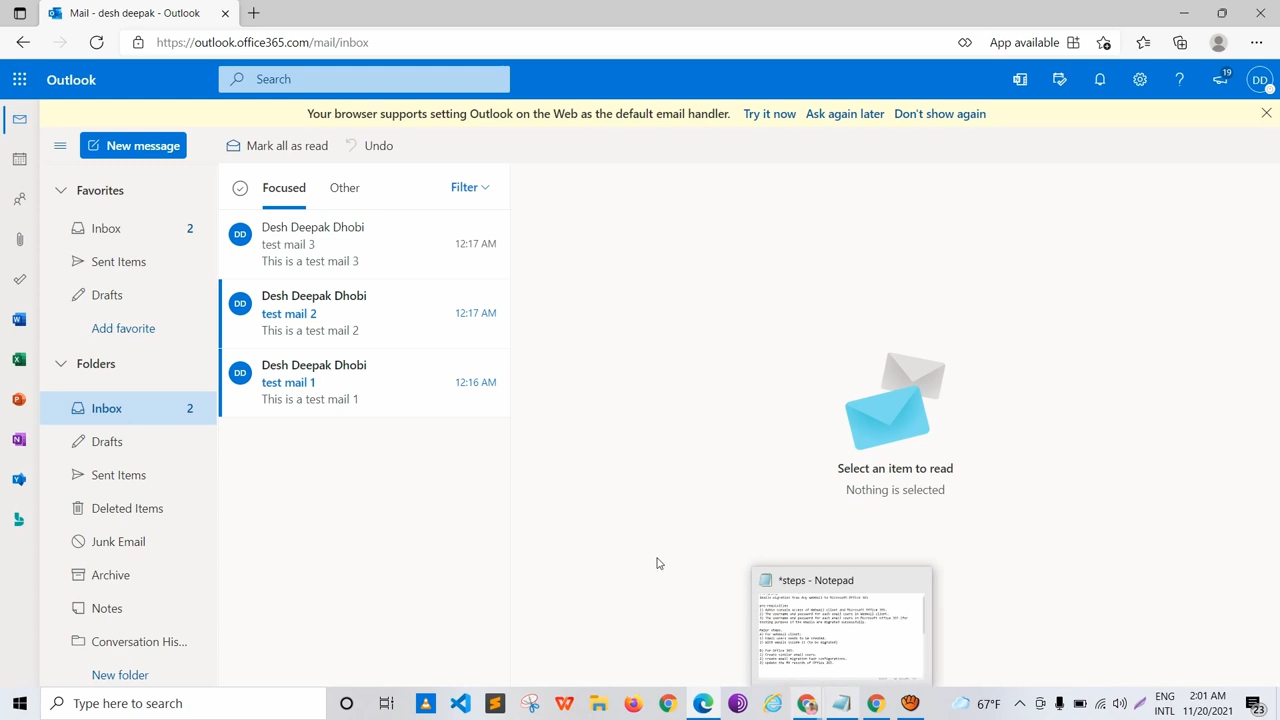 Mail - desh deepak - Outlook
https://outlook.office365.com/mail/inbox
App available
Outlook
Search
19
DD
Your browser supports setting Outlook on the Web as the default email handler. Try it now Ask again later Don't show again
New message
Mark all as read
Undo
Favorites
Inbox 2
Sent Items
Drafts
Add favorite
Folders
Inbox 2
Drafts
Sent Items
Deleted Items
Junk Email
Archive
Notes
Conversation His...
New folder
Focused
Other
Filter
DD
Desh Deepak Dhobi
test mail 3
12:17 AM
This is a test mail 3
DD
Desh Deepak Dhobi
test mail 2
12:17 AM
This is a test mail 2
DD
Desh Deepak Dhobi
test mail 1
12:16 AM
This is a test mail 1
Select an item to read
Nothing is selected
*steps - Notepad
Type here to search
67°F
ENG
INTL
2:01 AM
11/20/2021
23